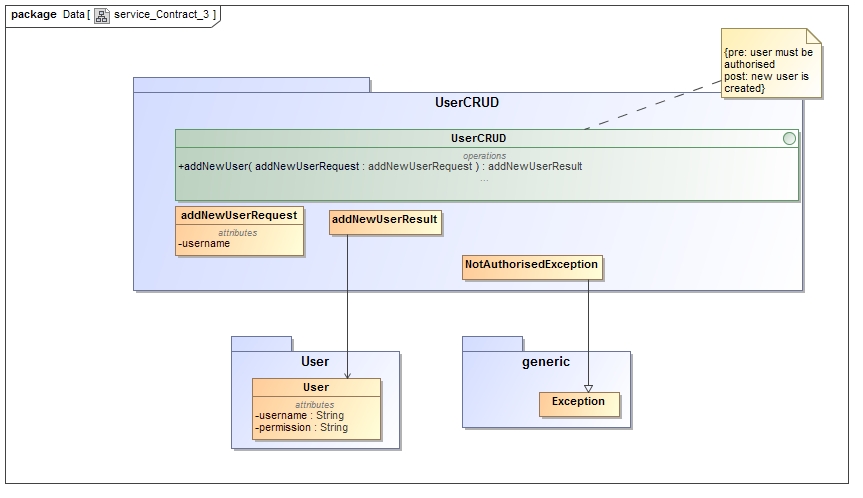 package Data [ service_Contract_3 ]
{pre: user must be
authorised
post: new user is
created}
UserCRUD
UserCRUD
operations
+addNewUser( addNewUserRequest : addNewUserRequest ) : addNewUserResult
...
addNewUserRequest
attributes
-username
addNewUserResult
NotAuthorisedException
User
User
attributes
-username : String
-permission : String
generic
Exception